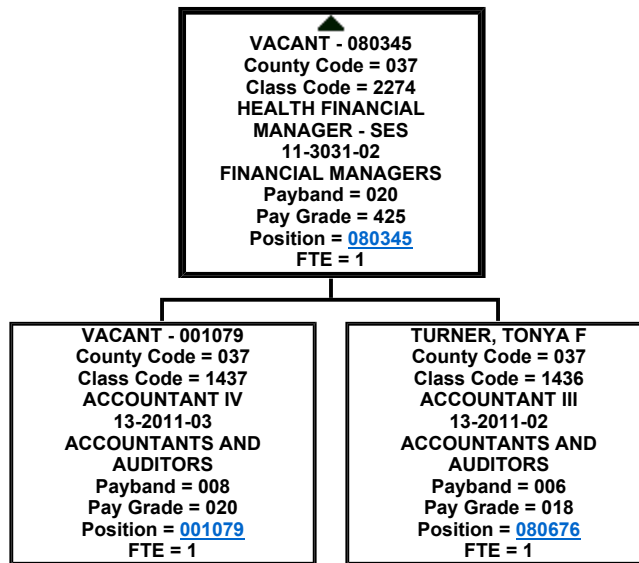 VACANT - 080345
County Code = 037
Class Code = 2274
HEALTH FINANCIAL
MANAGER - SES
11-3031-02
FINANCIAL MANAGERS
Payband = 020
Pay Grade = 425
Position = 080345
FTE = 1
VACANT - 001079
County Code = 037
Class Code = 1437
ACCOUNTANT IV
13-2011-03
ACCOUNTANTS AND
AUDITORS
Payband = 008
Pay Grade = 020
Position = 001079
FTE = 1
TURNER, TONYA F
County Code = 037
Class Code = 1436
ACCOUNTANT III
13-2011-02
ACCOUNTANTS AND
AUDITORS
Payband = 006
Pay Grade = 018
Position = 080676
FTE = 1